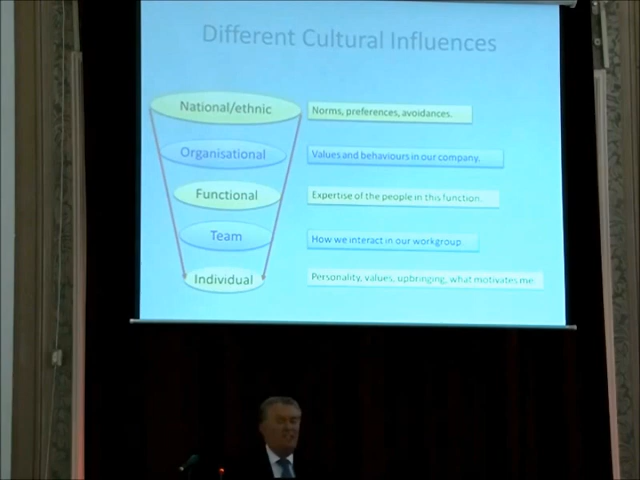 Different Cultural Influences
National/ethnic
Norms, preferences, avoidances.
Organisational
Values and behaviours in our company.
Functional
Expertise of the people in this function.
Team
How we interact in our workgroup.
Individual
Personality, values, upbringing, what motivates me.